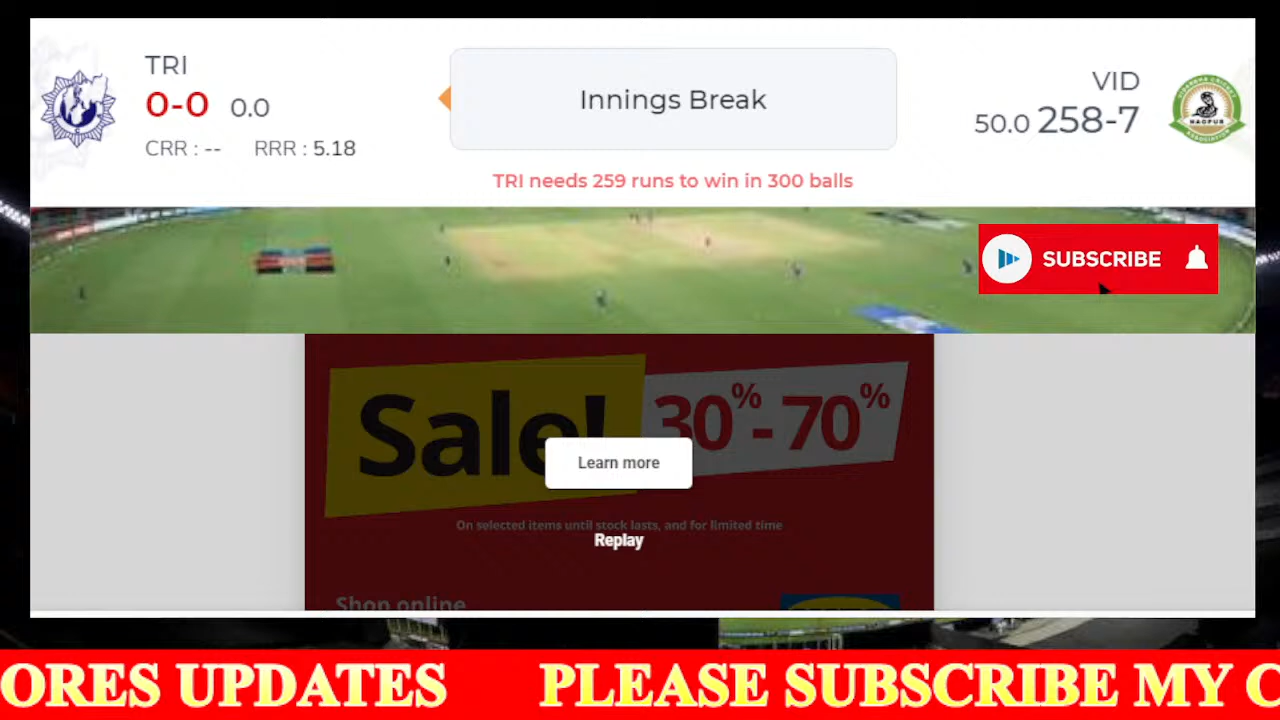 TRI
0-0 0.0
CRR : -- RRR : 5.18
Innings Break
TRI needs 259 runs to win in 300 balls
VID
50.0 258-7
NAGPUR
SUBSCRIBE
Sale! 30%-70%
Learn more
On selected items until stock lasts, and for limited time
Replay
Shop online
ORES UPDATES PLEASE SUBSCRIBE MY C